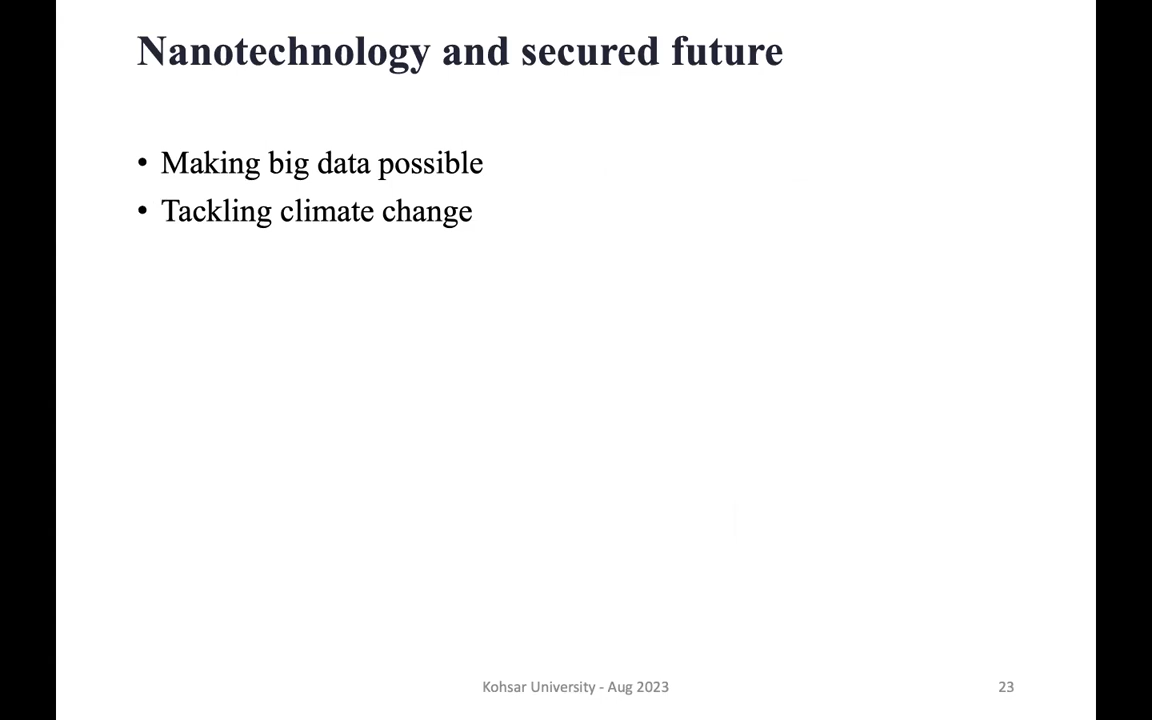 Nanotechnology and secured future
• Making big data possible
• Tackling climate change
Kohsar University - Aug 2023
23